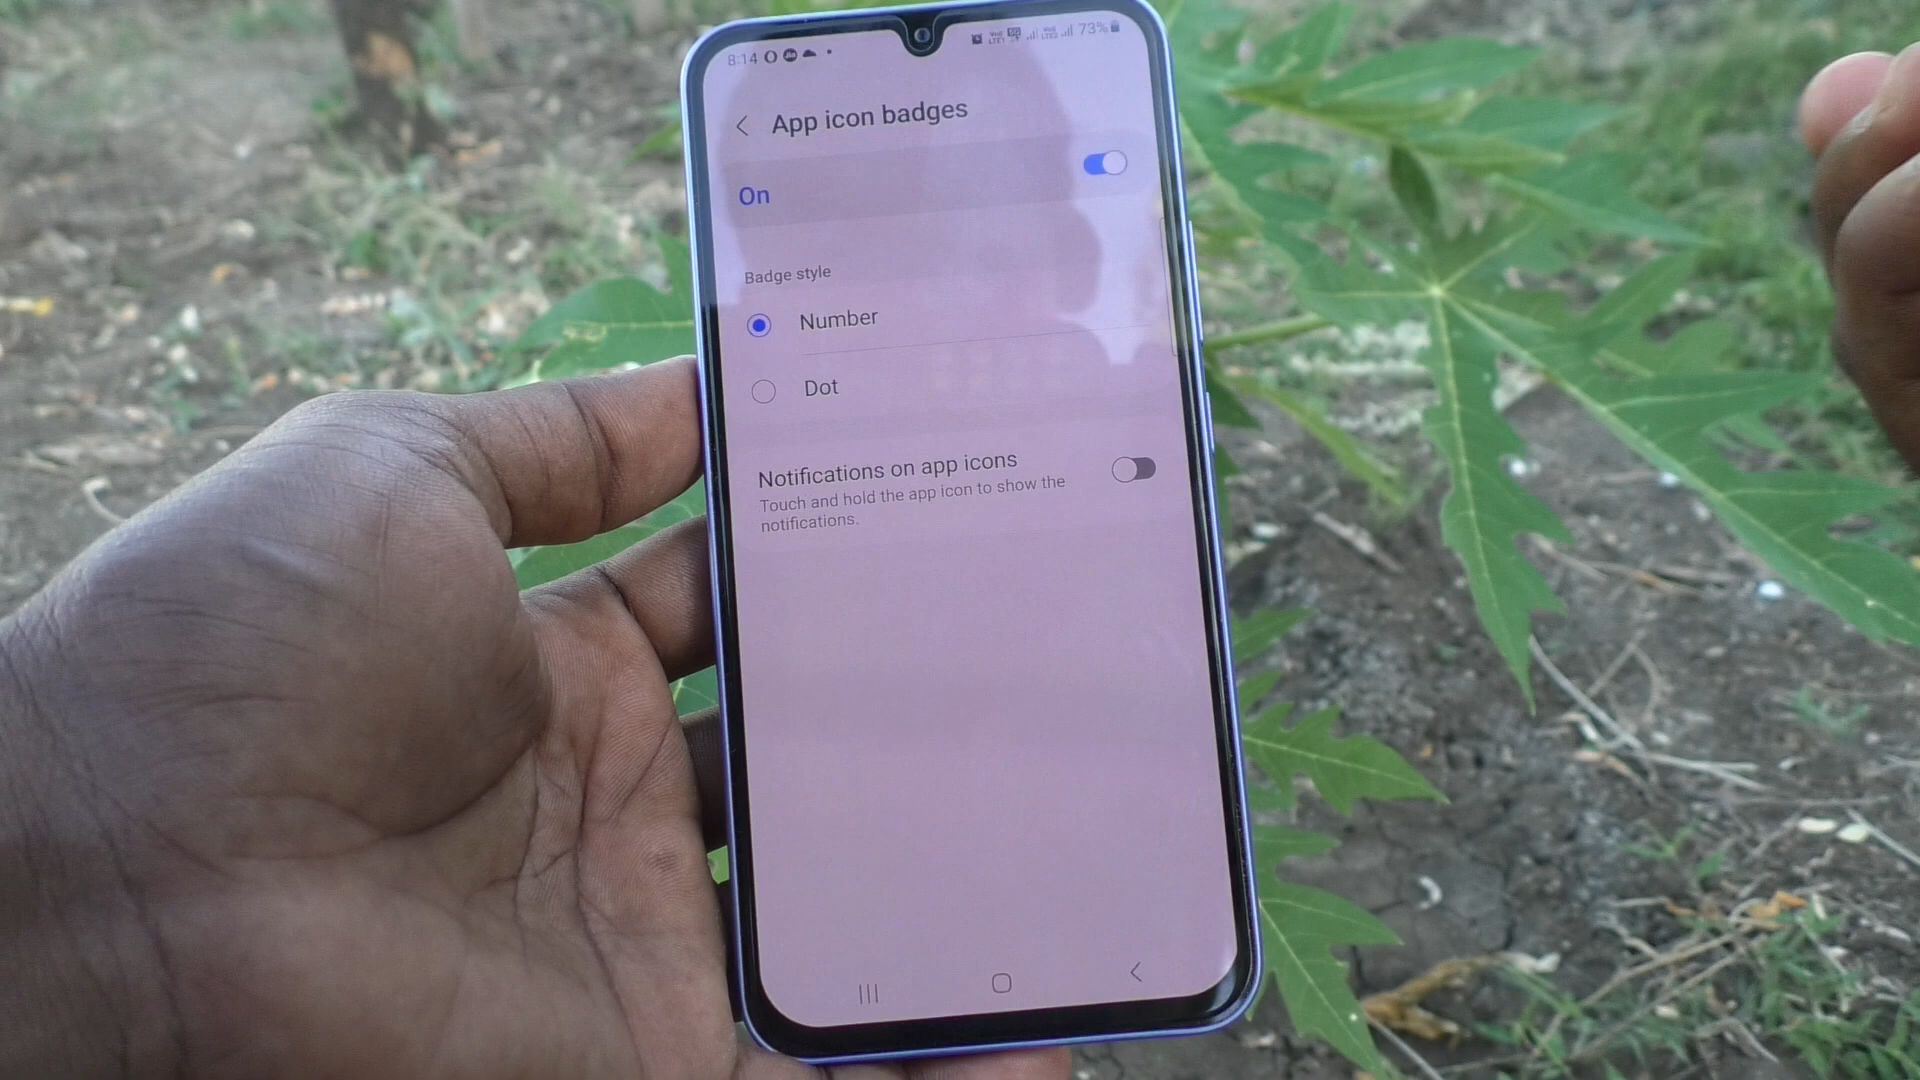 8:14
73%
App icon badges
On
Badge style
Number
Dot
Notifications on app icons
Touch and hold the app icon to show the
notifications.